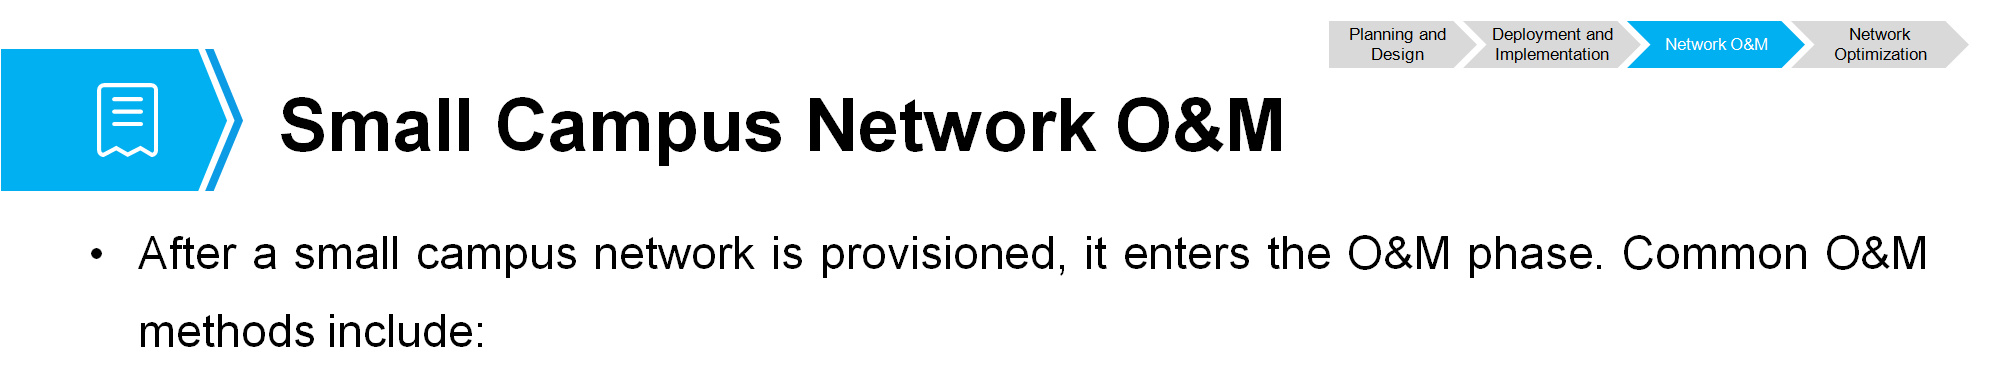 Planning and
Design
Deployment and
Implementation
Network O&M
Network
Optimization
Small Campus Network O&M
• After a small campus network is provisioned, it enters the O&M phase. Common O&M
methods include: